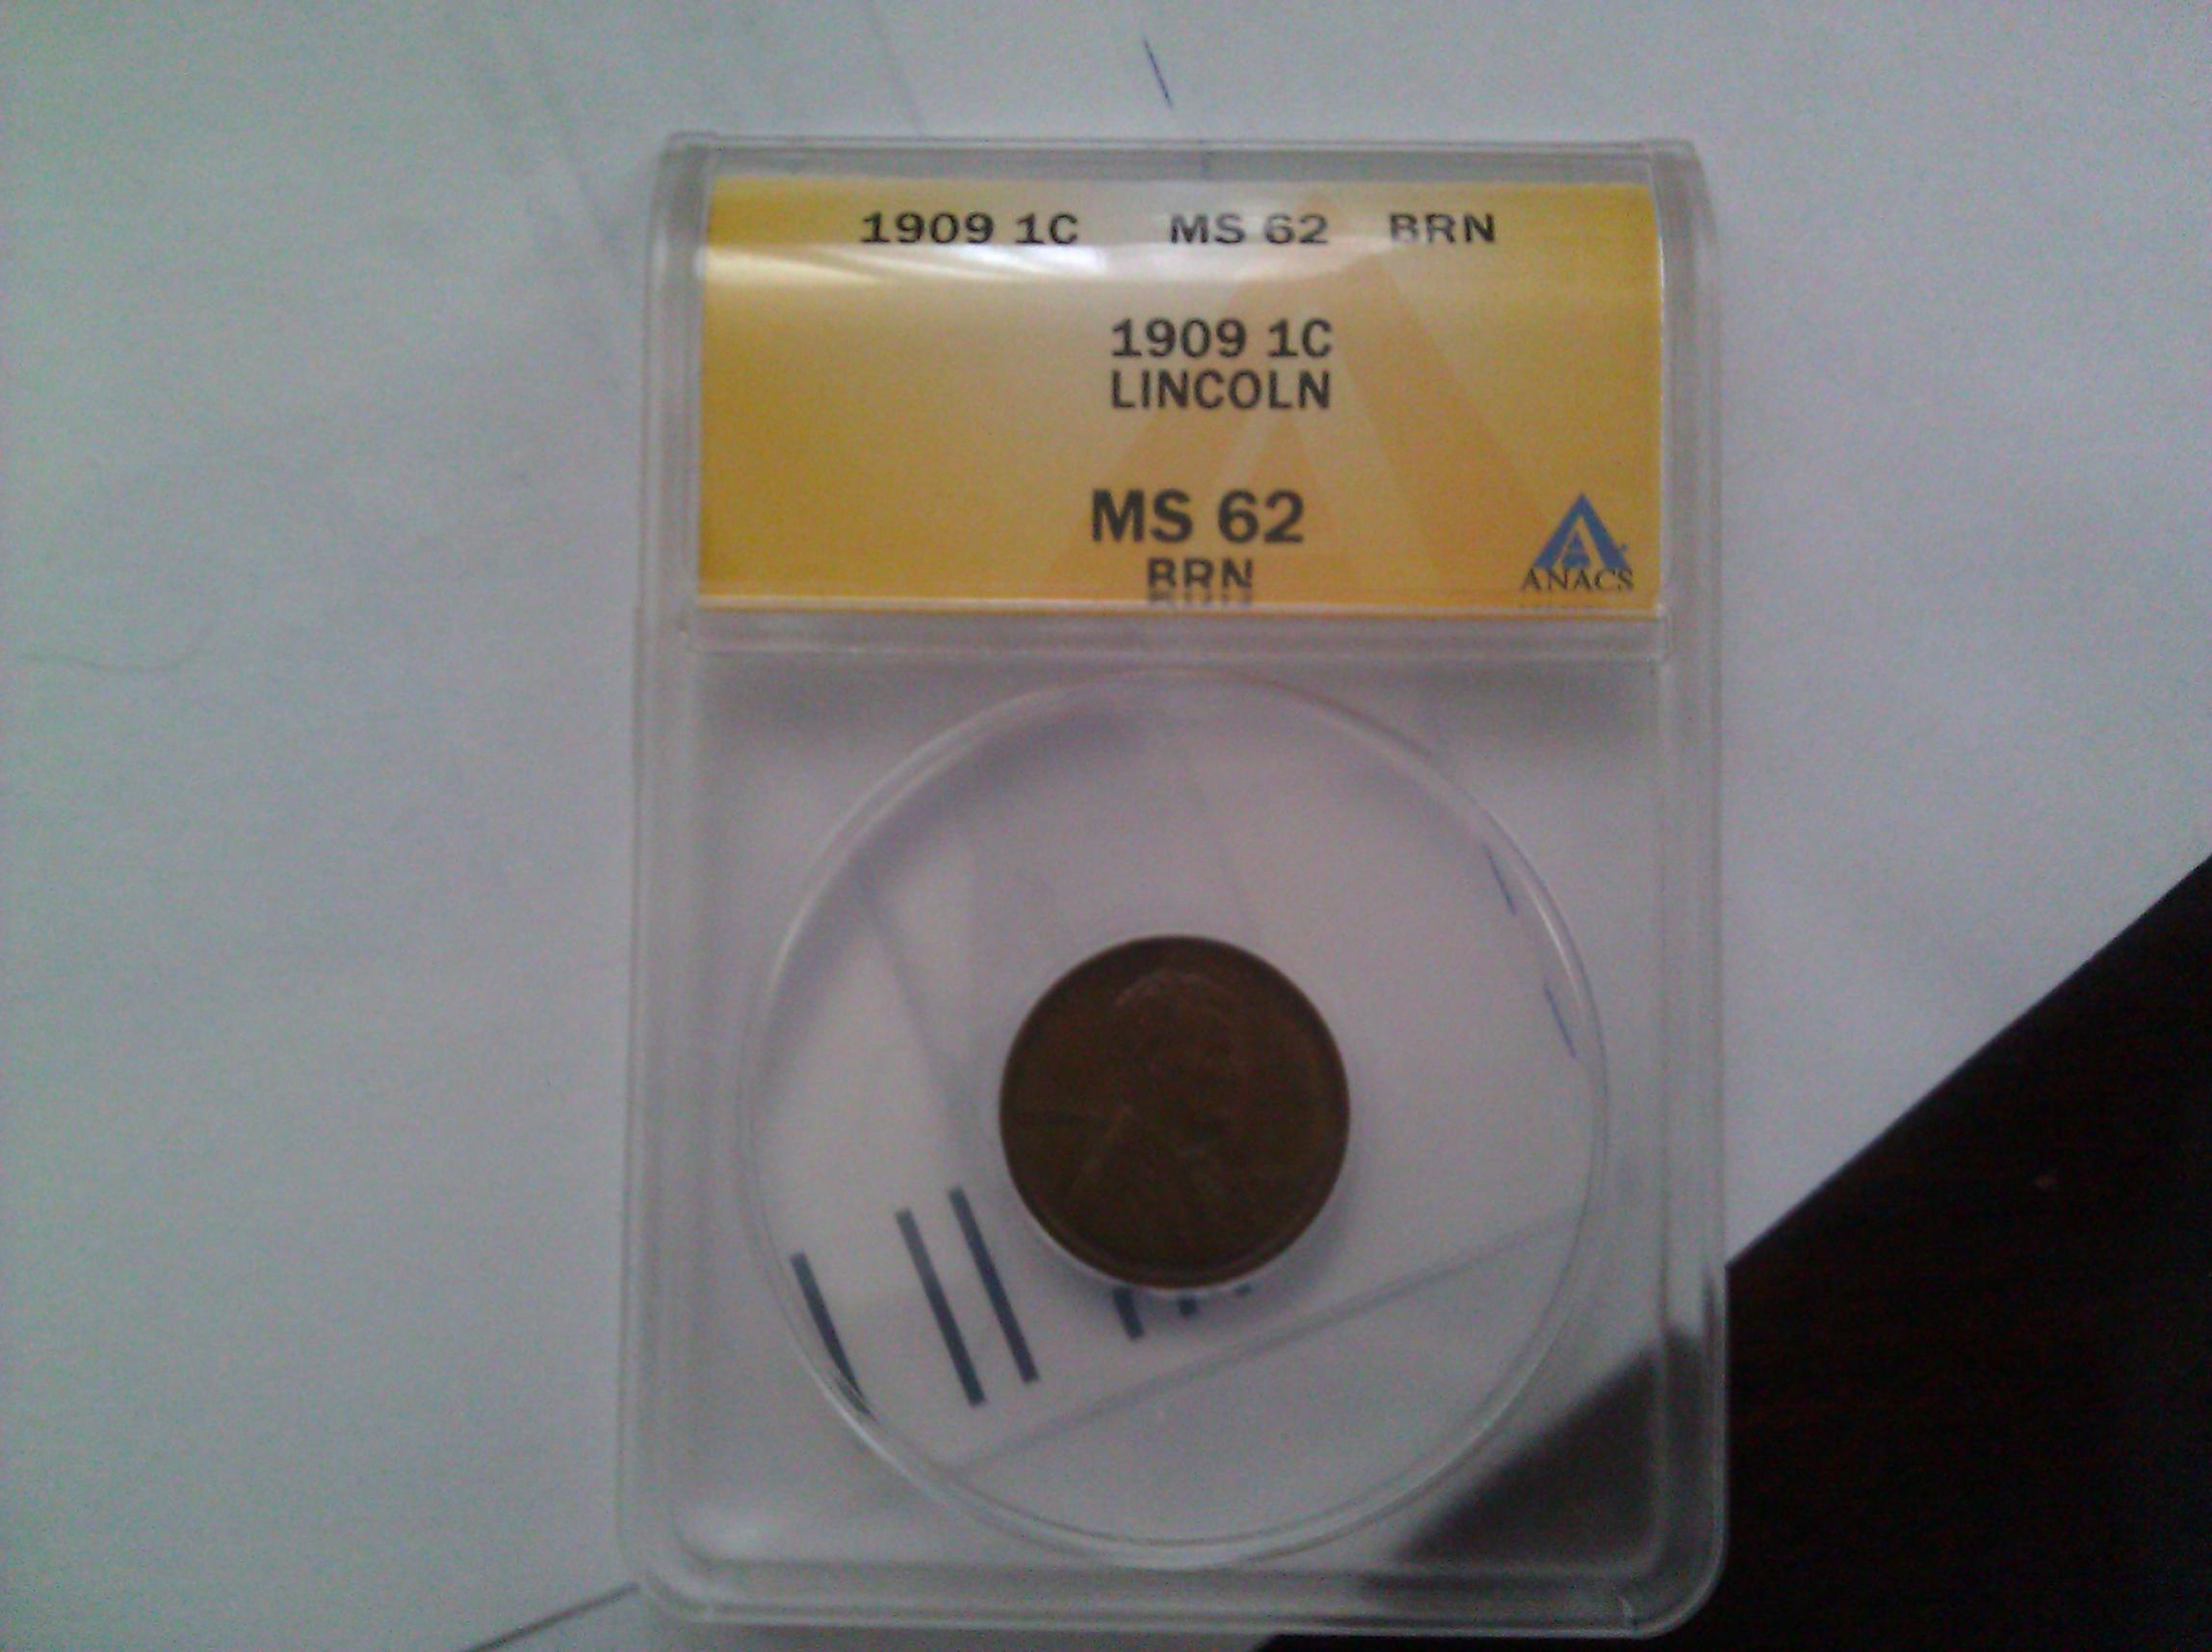 1909 1C MS 62 BRN
1909 1C
LINCOLN
MS 62
BRN
ANACS